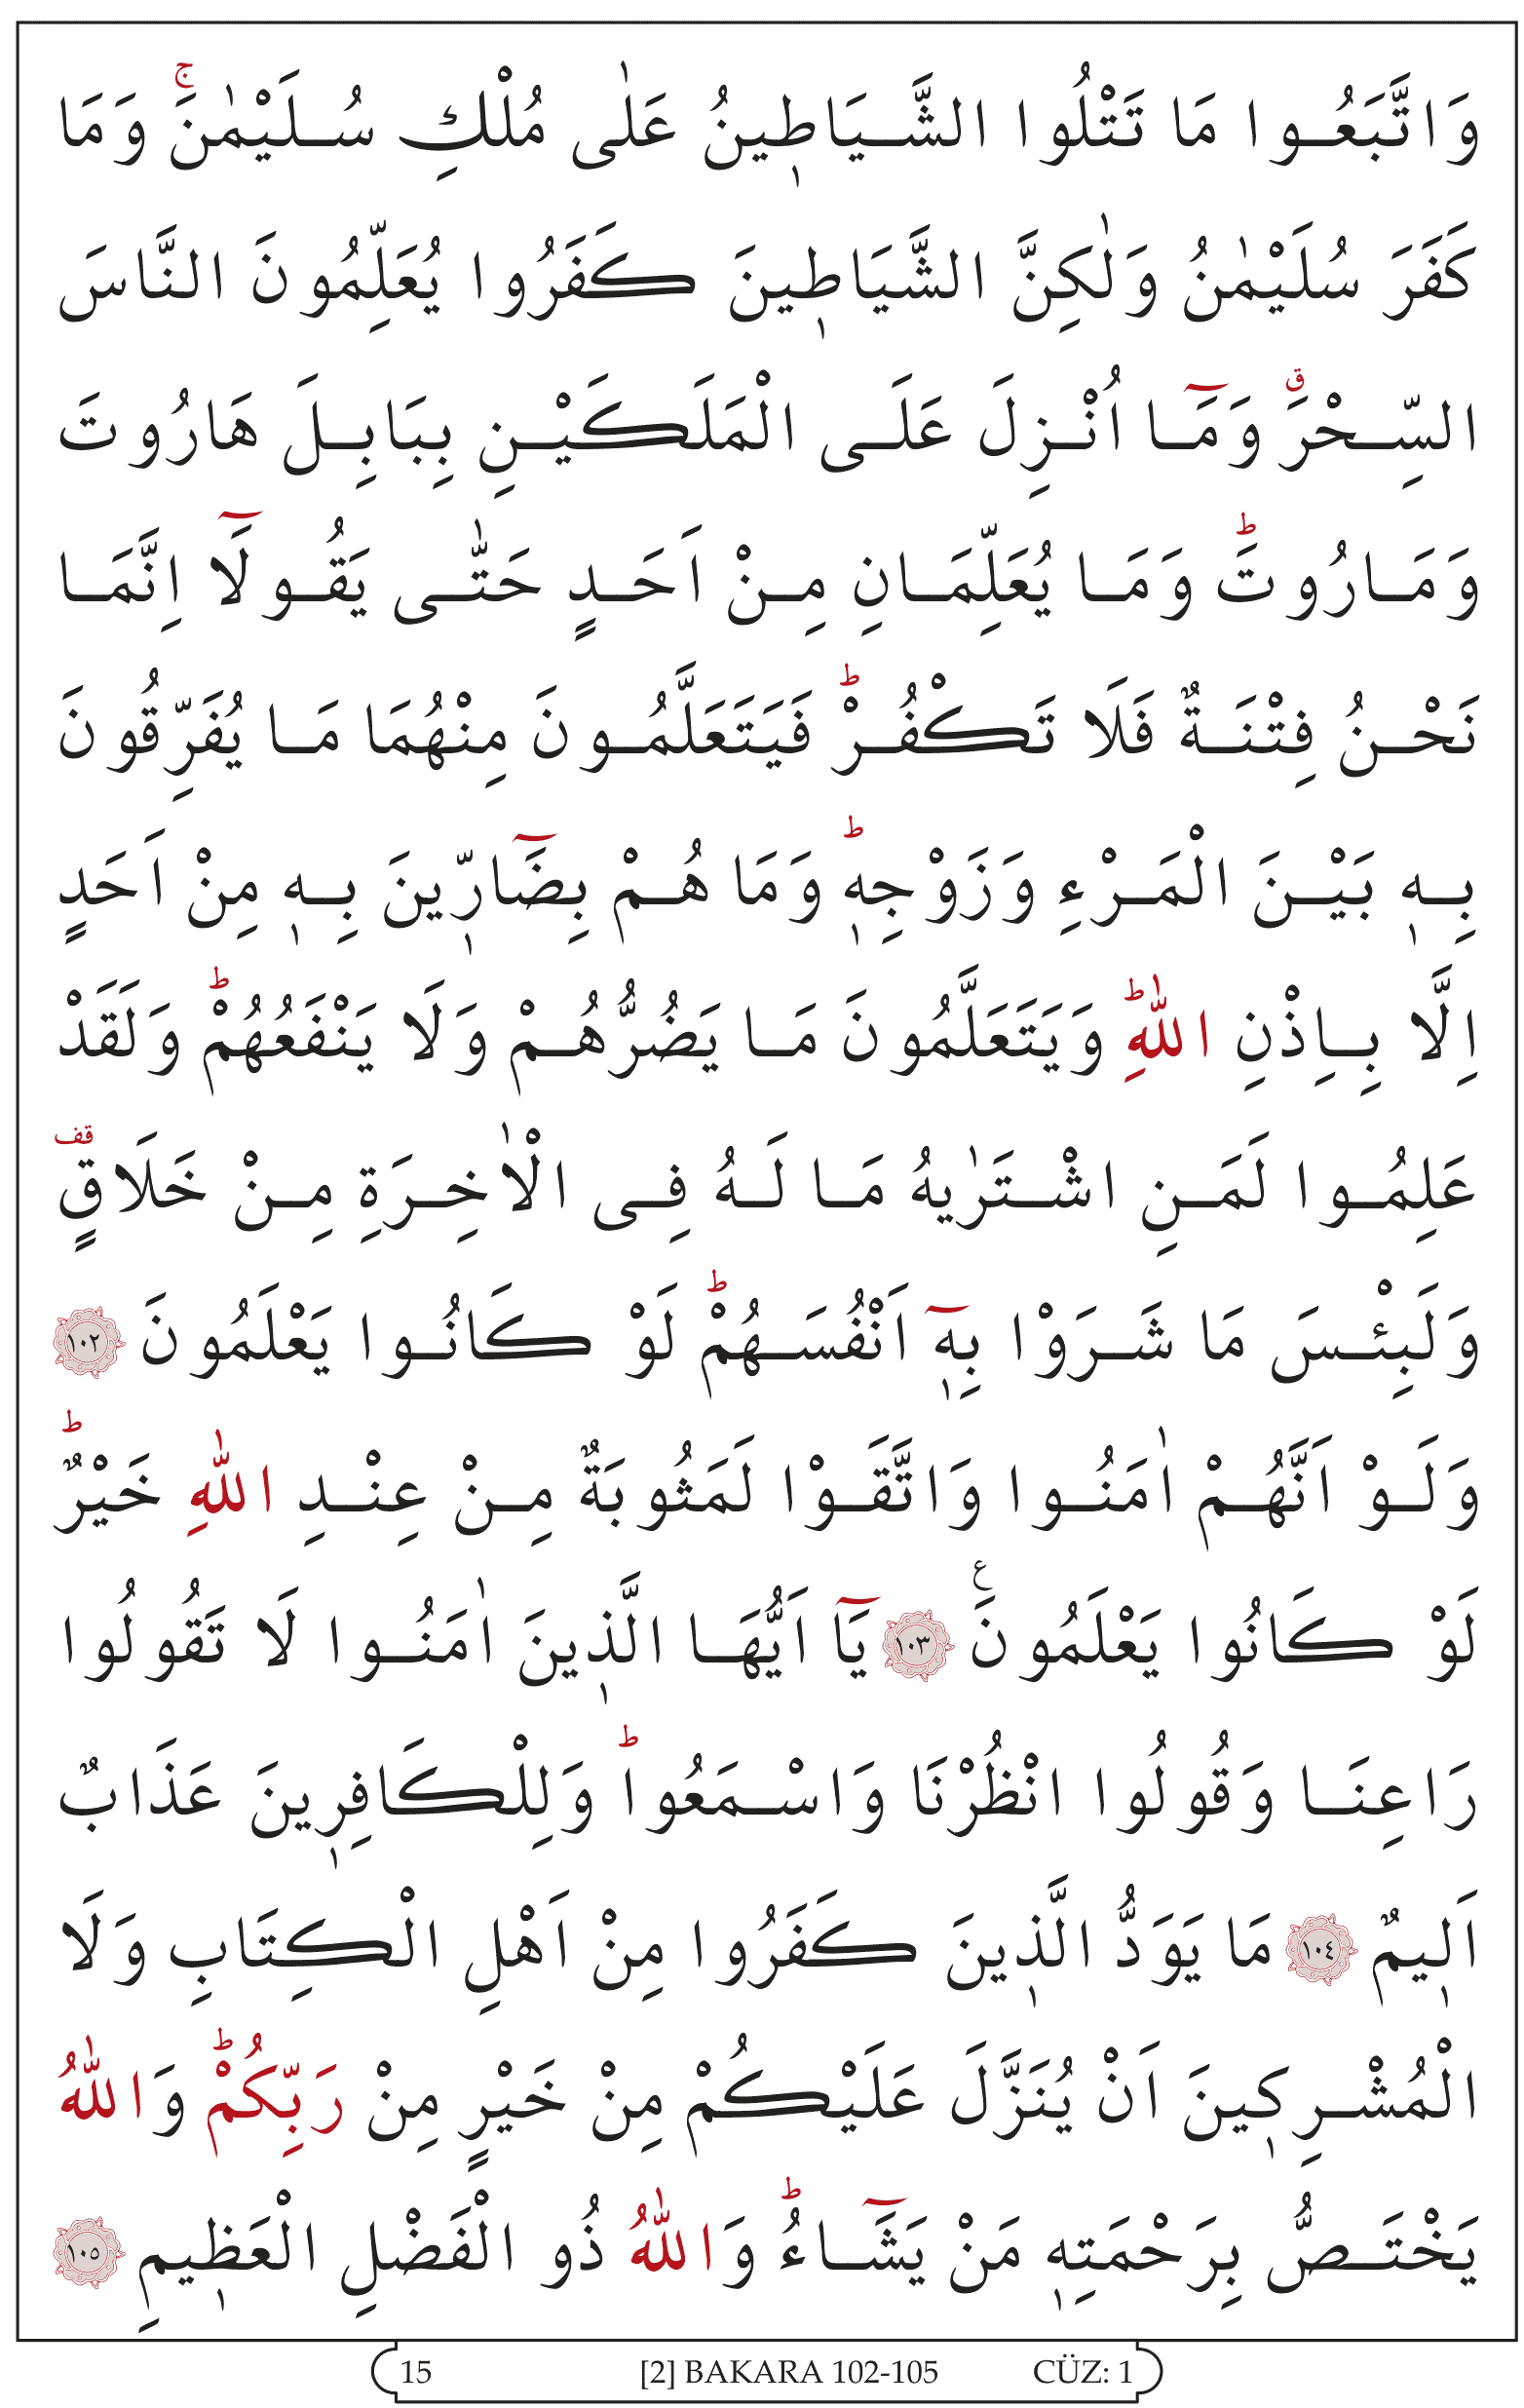 وَاتَّبَعُوا مَا تَتْلُوا الشَّيَاطٖينُ عَلٰى مُلْكِ سُلَيْمٰنَۚ وَمَا
كَفَرَ سُلَيْمٰنُ وَلٰكِنَّ الشَّيَاطٖينَ كَفَرُوا يُعَلِّمُونَ النَّاسَ
السِّحْرَࣗ وَمَٓا اُنْزِلَ عَلَى الْمَلَكَيْنِ بِبَابِلَ هَارُوتَ
وَمَارُوتَؕ وَمَا يُعَلِّمَانِ مِنْ اَحَدٍ حَتّٰى يَقُولَٓا اِنَّمَا
نَحْنُ فِتْنَةٌ فَلَا تَكْفُرْؕ فَيَتَعَلَّمُونَ مِنْهُمَا مَا يُفَرِّقُونَ
بِهٖ بَيْنَ الْمَرْءِ وَزَوْجِهٖؕ وَمَا هُمْ بِضَٓارّٖينَ بِهٖ مِنْ اَحَدٍ
اِلَّا بِاِذْنِ اللّٰهِؕ وَيَتَعَلَّمُونَ مَا يَضُرُّهُمْ وَلَا يَنْفَعُهُمْؕ وَلَقَدْ
عَلِمُوا لَمَنِ اشْتَرٰيهُ مَا لَهُ فِى الْاٰخِرَةِ مِنْ خَلَاقٍ قف
وَلَبِئْسَ مَا شَرَوْا بِهٖٓ اَنْفُسَهُمْؕ لَوْ كَانُوا يَعْلَمُونَ ١٠٢
وَلَوْ اَنَّهُمْ اٰمَنُوا وَاتَّقَوْا لَمَثُوبَةٌ مِنْ عِنْدِ اللّٰهِ خَيْرٌؕ
لَوْ كَانُوا يَعْلَمُونَ ع ١٠٣ يَٓا اَيُّهَا الَّذٖينَ اٰمَنُوا لَا تَقُولُوا
رَاعِنَا وَقُولُوا انْظُرْنَا وَاسْمَعُواؕ وَلِلْكَافِرٖينَ عَذَابٌ
اَلٖيمٌ ١٠٤ مَا يَوَدُّ الَّذٖينَ كَفَرُوا مِنْ اَهْلِ الْكِتَابِ وَلَا
الْمُشْرِكٖينَ اَنْ يُنَزَّلَ عَلَيْكُمْ مِنْ خَيْرٍ مِنْ رَبِّكُمْؕ وَاللّٰهُ
يَخْتَصُّ بِرَحْمَتِهٖ مَنْ يَشَٓاءُؕ وَاللّٰهُ ذُو الْفَضْلِ الْعَظٖيمِ ١٠٥
15 [2] BAKARA 102-105 CÜZ: 1